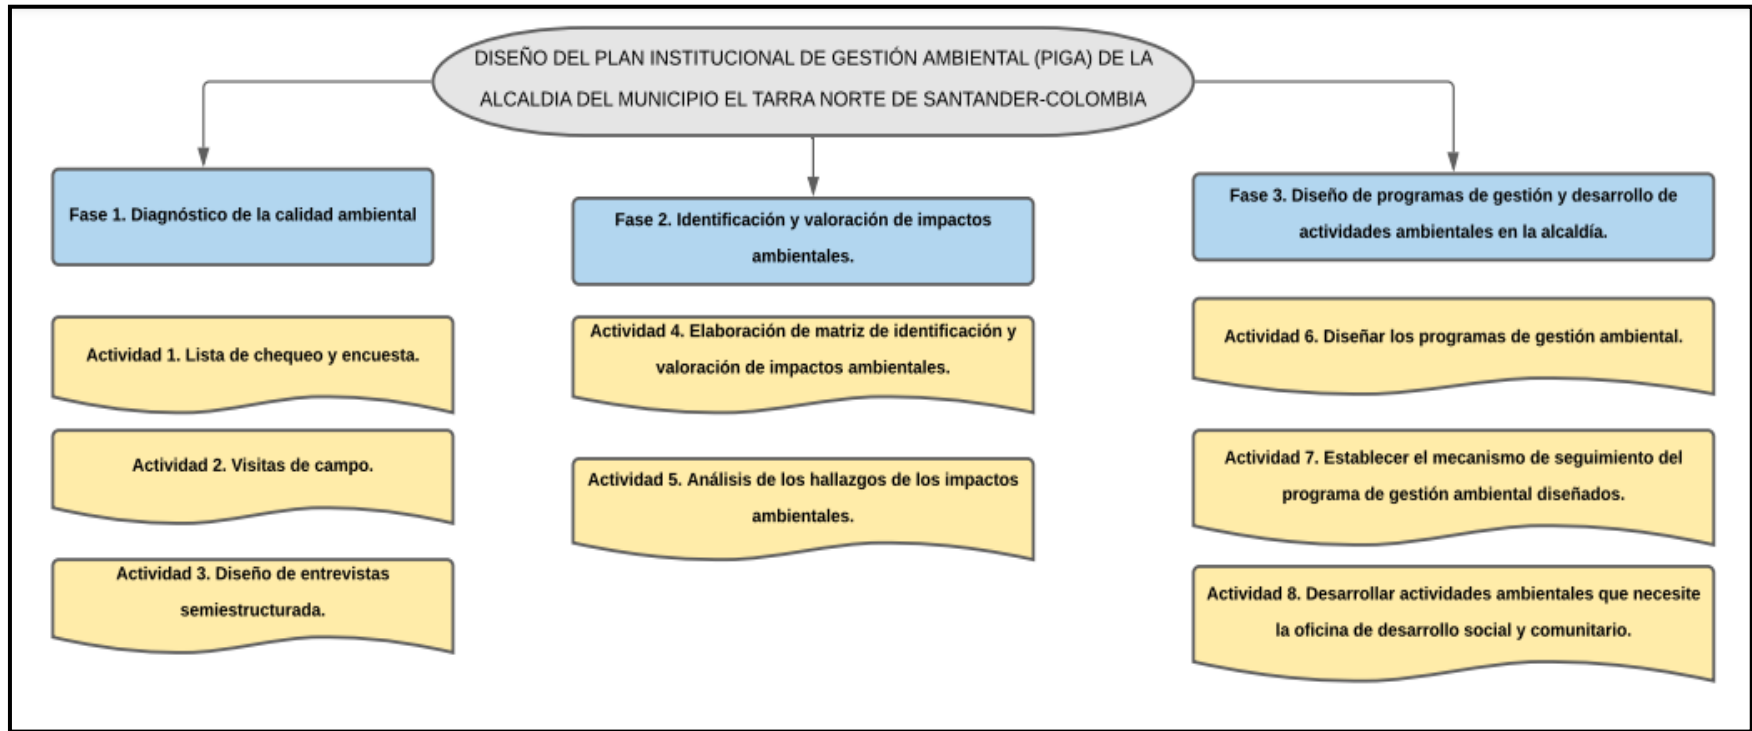 DISEÑO DEL PLAN INSTITUCIONAL DE GESTIÓN AMBIENTAL (PIGA) DE LA
ALCALDIA DEL MUNICIPIO EL TARRA NORTE DE SANTANDER-COLOMBIA
Fase 1. Diagnóstico de la calidad ambiental
Actividad 1. Lista de chequeo y encuesta.
Actividad 2. Visitas de campo.
Actividad 3. Diseño de entrevistas
semiestructurada.
Fase 2. Identificación y valoración de impactos
ambientales.
Actividad 4. Elaboración de matriz de identificación y
valoración de impactos ambientales.
Actividad 5. Análisis de los hallazgos de los impactos
ambientales.
Fase 3. Diseño de programas de gestión y desarrollo de
actividades ambientales en la alcaldía.
Actividad 6. Diseñar los programas de gestión ambiental.
Actividad 7. Establecer el mecanismo de seguimiento del
programa de gestión ambiental diseñados.
Actividad 8. Desarrollar actividades ambientales que necesite
la oficina de desarrollo social y comunitario.